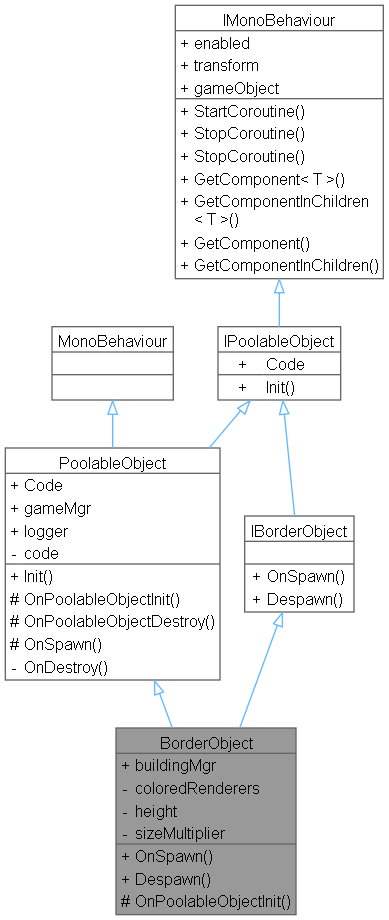 IMonoBehaviour
+ enabled
+ transform
+ gameObject
+ StartCoroutine()
+ StopCoroutine()
+ StopCoroutine()
+ GetComponent< T >()
+ GetComponentInChildren
< T >()
+ GetComponent()
+ GetComponentInChildren()
MonoBehaviour
IPoolableObject
+ Code
+ Init()
PoolableObject
+ Code
+ gameMgr
+ logger
- code
+ Init()
# OnPoolableObjectInit()
# OnPoolableObjectDestroy()
# OnSpawn()
- OnDestroy()
IBorderObject
+ OnSpawn()
+ Despawn()
BorderObject
+ buildingMgr
- coloredRenderers
- height
- sizeMultiplier
+ OnSpawn()
+ Despawn()
# OnPoolableObjectInit()